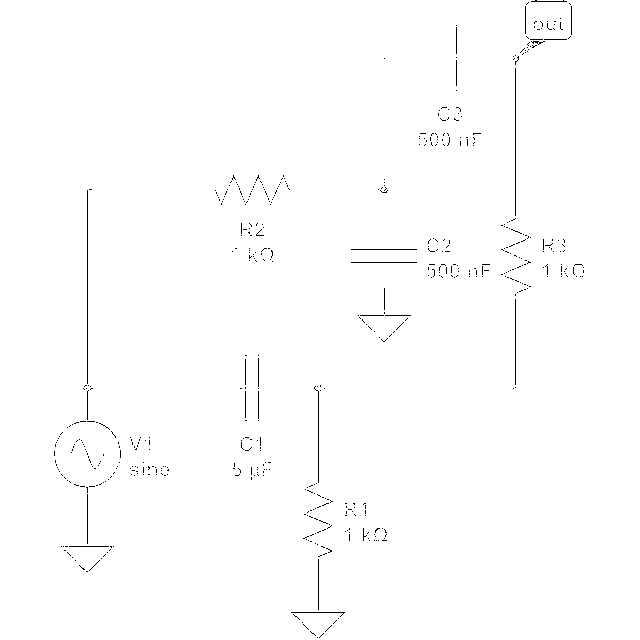 out
C3
500 nF
R2
1 kΩ
C2
500 nF
R3
1 kΩ
V1
sine
C1
5 µF
R1
1 kΩ